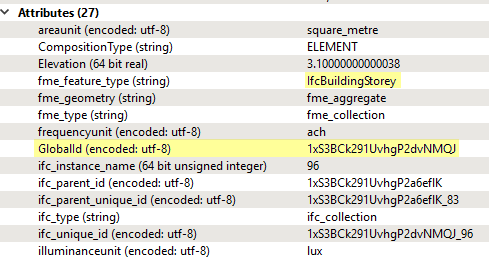 Attributes (27)
areaunit (encoded: utf-8) square_metre
CompositionType (string) ELEMENT
Elevation (64 bit real) 3.10000000000038
fme_feature_type (string) IfcBuildingStorey
fme_geometry (string) fme_aggregate
fme_type (string) fme_collection
frequencyunit (encoded: utf-8) ach
GlobalId (encoded: utf-8) 1xS3BCk291UvhgP2dvNMQJ
ifc_instance_name (64 bit unsigned integer) 96
ifc_parent_id (encoded: utf-8) 1xS3BCk291UvhgP2a6efIK
ifc_parent_unique_id (encoded: utf-8) 1xS3BCk291UvhgP2a6efIK_83
ifc_type (string) ifc_collection
ifc_unique_id (encoded: utf-8) 1xS3BCk291UvhgP2dvNMQJ_96
illuminanceunit (encoded: utf-8) lux